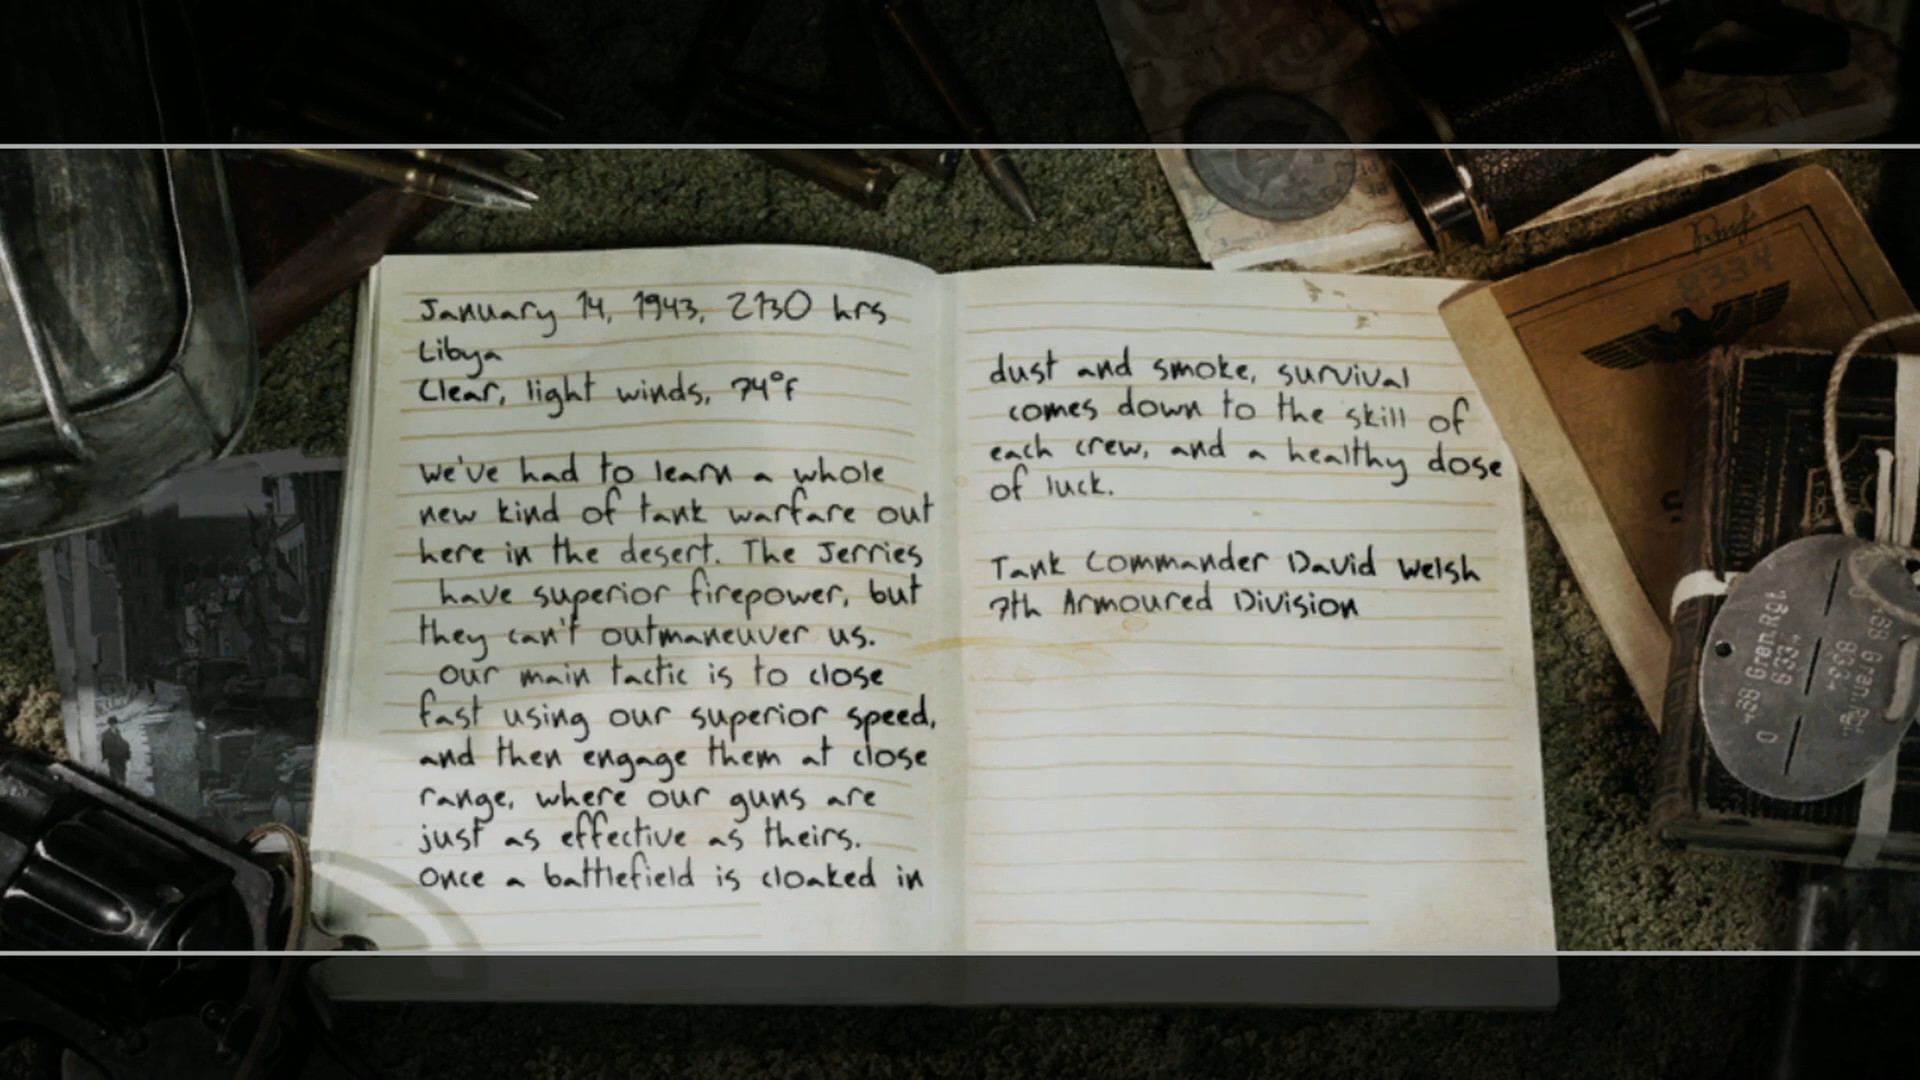 January 14, 1943, 2130 hrs
Libya
Clear, light winds, 74°F
We've had to learn a whole
new kind of tank warfare out
here in the desert. The Jerries
have superior firepower, but
they can't outmaneuver us.
Our main tactic is to close
fast using our superior speed,
and then engage them at close
range, where our guns are
just as effective as theirs.
Once a battlefield is cloaked in
dust and smoke, survival
comes down to the skill of
each crew, and a healthy dose
of luck.
Tank Commander David Welsh
7th Armoured Division
8334
Gren.Rgt.
833
O